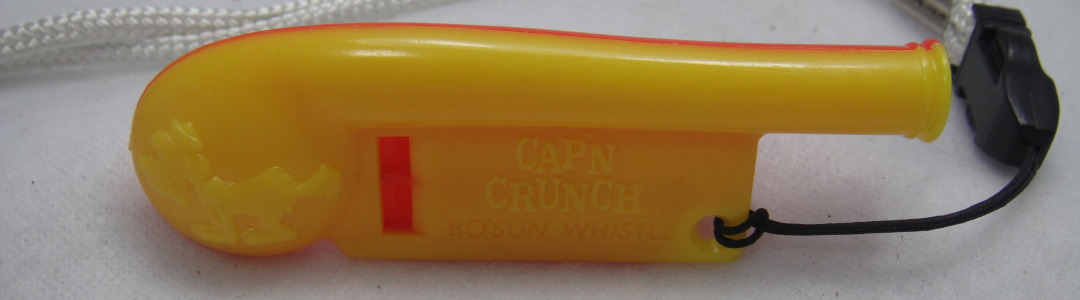 CAP'N
CRUNCH
BO'SUN WHISTLE